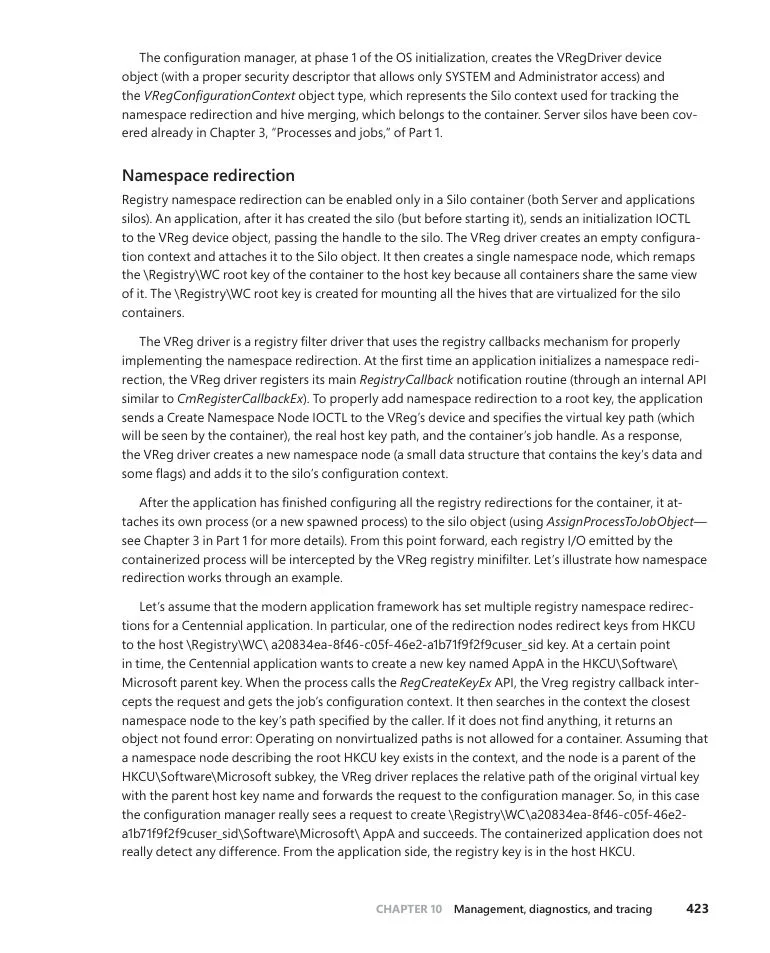 The configuration manager, at phase 1 of the OS initialization, creates the VRegDriver device
object (with a proper security descriptor that allows only SYSTEM and Administrator access) and
the VRegConfigurationContext object type, which represents the Silo context used for tracking the
namespace redirection and hive merging, which belongs to the container. Server silos have been cov-
ered already in Chapter 3, “Processes and jobs,” of Part 1.
Namespace redirection
Registry namespace redirection can be enabled only in a Silo container (both Server and applications
silos). An application, after it has created the silo (but before starting it), sends an initialization IOCTL
to the VReg device object, passing the handle to the silo. The VReg driver creates an empty configura-
tion context and attaches it to the Silo object. It then creates a single namespace node, which remaps
the \Registry\WC root key of the container to the host key because all containers share the same view
of it. The \Registry\WC root key is created for mounting all the hives that are virtualized for the silo
containers.
The VReg driver is a registry filter driver that uses the registry callbacks mechanism for properly
implementing the namespace redirection. At the first time an application initializes a namespace redi-
rection, the VReg driver registers its main RegistryCallback notification routine (through an internal API
similar to CmRegisterCallbackEx). To properly add namespace redirection to a root key, the application
sends a Create Namespace Node IOCTL to the VReg’s device and specifies the virtual key path (which
will be seen by the container), the real host key path, and the container’s job handle. As a response,
the VReg driver creates a new namespace node (a small data structure that contains the key’s data and
some flags) and adds it to the silo’s configuration context.
After the application has finished configuring all the registry redirections for the container, it at-
taches its own process (or a new spawned process) to the silo object (using AssignProcessToJobObject—
see Chapter 3 in Part 1 for more details). From this point forward, each registry I/O emitted by the
containerized process will be intercepted by the VReg registry minifilter. Let’s illustrate how namespace
redirection works through an example.
Let’s assume that the modern application framework has set multiple registry namespace redirec-
tions for a Centennial application. In particular, one of the redirection nodes redirect keys from HKCU
to the host \Registry\WC\ a20834ea-8f46-c05f-46e2-a1b71f9f2f9cuser_sid key. At a certain point
in time, the Centennial application wants to create a new key named AppA in the HKCU\Software\
Microsoft parent key. When the process calls the RegCreateKeyEx API, the Vreg registry callback inter-
cepts the request and gets the job’s configuration context. It then searches in the context the closest
namespace node to the key’s path specified by the caller. If it does not find anything, it returns an
object not found error: Operating on nonvirtualized paths is not allowed for a container. Assuming that
a namespace node describing the root HKCU key exists in the context, and the node is a parent of the
HKCU\Software\Microsoft subkey, the VReg driver replaces the relative path of the original virtual key
with the parent host key name and forwards the request to the configuration manager. So, in this case
the configuration manager really sees a request to create \Registry\WC\a20834ea-8f46-c05f-46e2-
a1b71f9f2f9cuser_sid\Software\Microsoft\ AppA and succeeds. The containerized application does not
really detect any difference. From the application side, the registry key is in the host HKCU.
CHAPTER 10 Management, diagnostics, and tracing 423